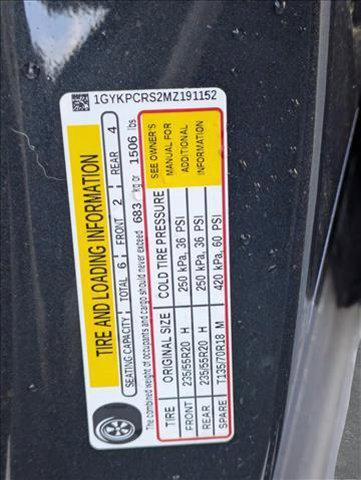 1GYKPCRS2MZ191152
TIRE AND LOADING INFORMATION
SEATING CAPACITY: TOTAL 6 FRONT 2 REAR 4
The combined weight of occupants and cargo should never exceed 683 kg or 1506 lbs.
TIRE ORIGINAL SIZE COLD TIRE PRESSURE
FRONT 235/55R20 H 250 kPa, 36 PSI
REAR 235/55R20 H 250 kPa, 36 PSI
SPARE T135/70R18 M 420 kPa, 60 PSI
SEE OWNER'S
MANUAL FOR
ADDITIONAL
INFORMATION